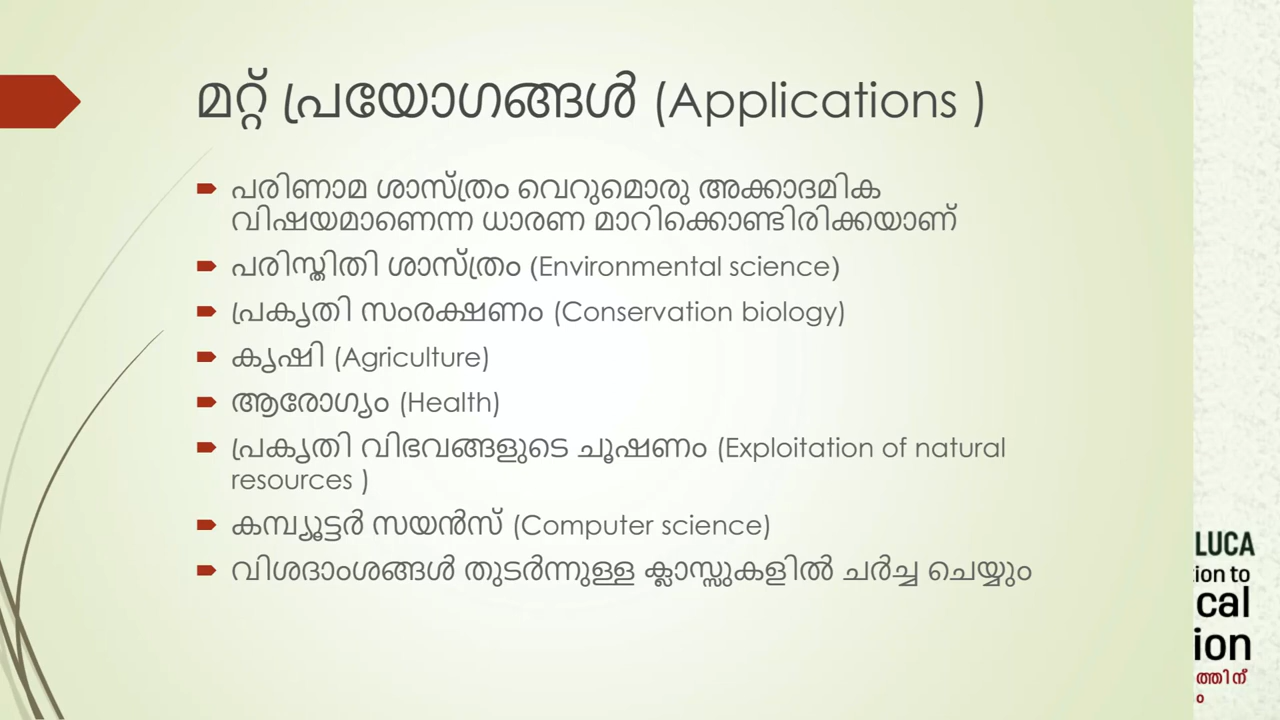 മറ്റ് പ്രയോഗങ്ങൾ (Applications )
പരിണാമ ശാസ്ത്രം വെറുമൊരു അക്കാദമിക
വിഷയമാണെന്ന ധാരണ മാറിക്കൊണ്ടിരിക്കയാണ്
പരിസ്തിതി ശാസ്ത്രം (Environmental science)
പ്രകൃതി സംരക്ഷണം (Conservation biology)
കൃഷി (Agriculture)
ആരോഗ്യം (Health)
പ്രകൃതി വിഭവങ്ങളുടെ ചൂഷണം (Exploitation of natural
resources )
കമ്പ്യൂട്ടർ സയൻസ് (Computer science)
വിശദാംശങ്ങൾ തുടർന്നുള്ള ക്ലാസ്സുകളിൽ ചർച്ച ചെയ്യും
LUCA
ion to
cal
ion
ത്തിന്